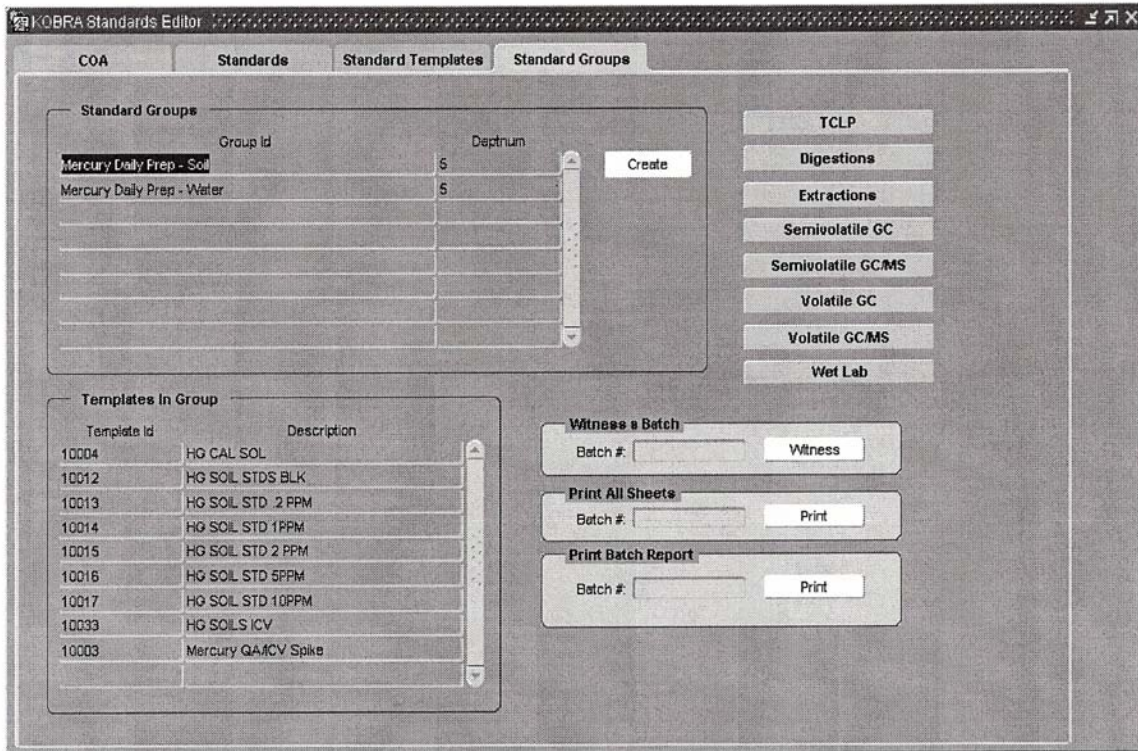 KOBRA Standards Editor
COA Standards Standard Templates Standard Groups
Standard Groups
Group Id Deptnum
Mercury Daily Prep - Soil 5
Create
Mercury Daily Prep - Water 5
TCLP
Digestions
Extractions
Semivolatile GC
Semivolatile GC/MS
Volatile GC
Volatile GC/MS
Wet Lab
Templates In Group
Template Id Description
10004 HG CAL SOL
10012 HG SOIL STDS BLK
10013 HG SOIL STD .2 PPM
10014 HG SOIL STD 1PPM
10015 HG SOIL STD 2 PPM
10016 HG SOIL STD 5PPM
10017 HG SOIL STD 10PPM
10033 HG SOILS ICV
10003 Mercury QA/ICV Spike
Witness a Batch
Batch #: Witness
Print All Sheets
Batch #: Print
Print Batch Report
Batch #: Print